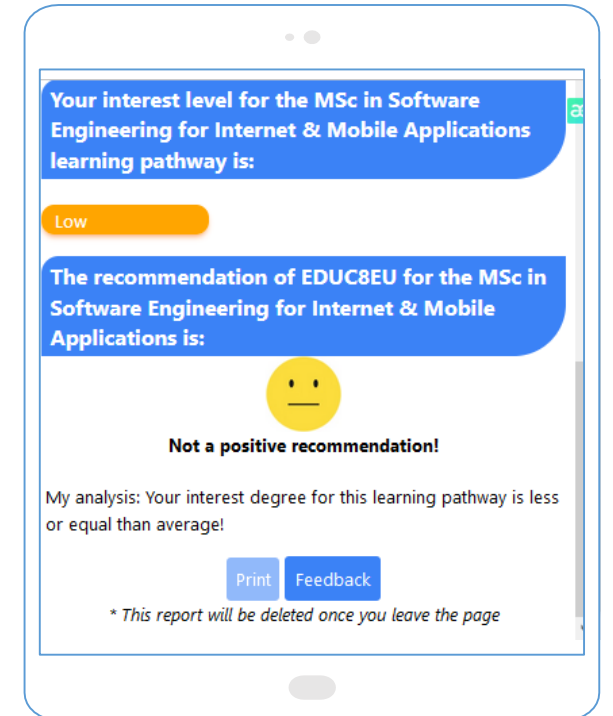 Your interest level for the MSc in Software
Engineering for Internet & Mobile Applications
learning pathway is:
æ
Low
The recommendation of EDUC8EU for the MSc in
Software Engineering for Internet & Mobile
Applications is:
Not a positive recommendation!
My analysis: Your interest degree for this learning pathway is less
or equal than average!
Print Feedback
* This report will be deleted once you leave the page